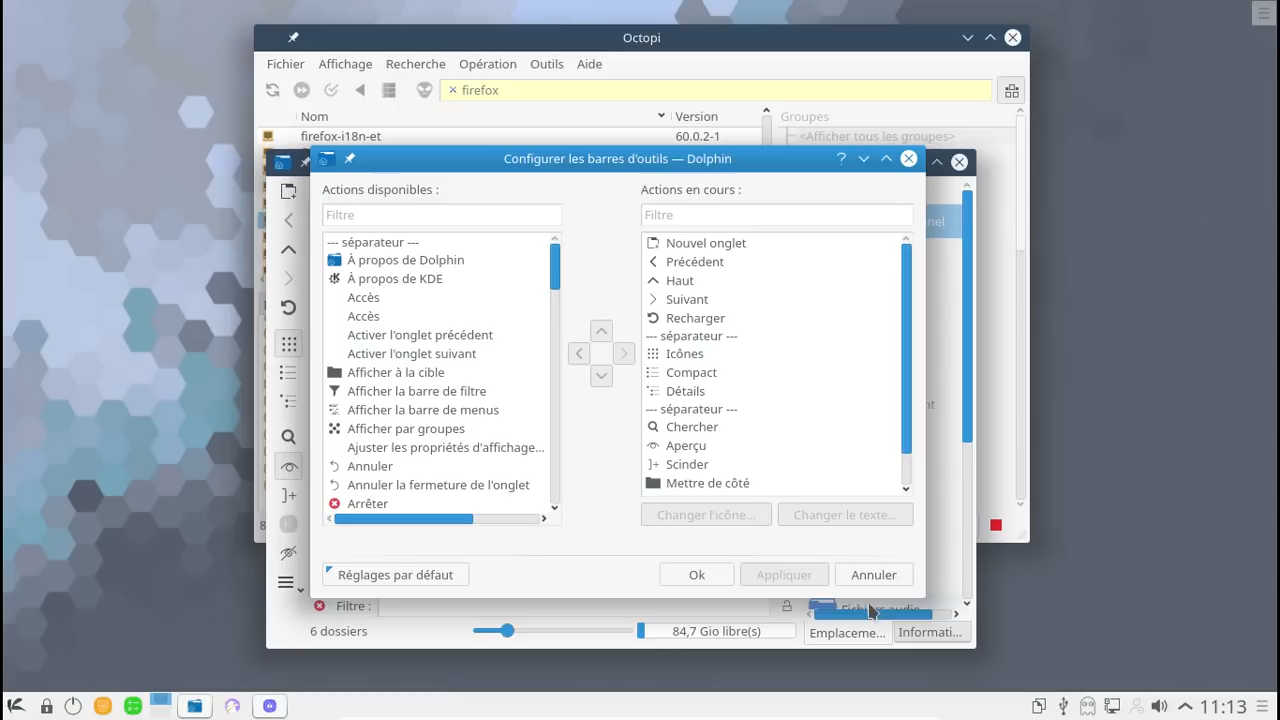 Octopi
Fichier Affichage Recherche Opération Outils Aide
firefox
Nom Version Groupes
firefox-i18n-et 60.0.2-1 <Afficher tous les groupes>
Configurer les barres d'outils — Dolphin
Actions disponibles :
Filtre
--- séparateur ---
À propos de Dolphin
À propos de KDE
Accès
Accès
Activer l'onglet précédent
Activer l'onglet suivant
Afficher à la cible
Afficher la barre de filtre
Afficher la barre de menus
Afficher par groupes
Ajuster les propriétés d'affichage...
Annuler
Annuler la fermeture de l'onglet
Arrêter
Actions en cours :
Filtre
Nouvel onglet
Précédent
Haut
Suivant
Recharger
--- séparateur ---
Icônes
Compact
Détails
--- séparateur ---
Chercher
Aperçu
Scinder
Mettre de côté
Changer l'icône... Changer le texte...
Réglages par défaut Ok Appliquer Annuler
Filtre : Fichiers audio
6 dossiers 84,7 Gio libre(s) Emplaceme... Informati...
11:13